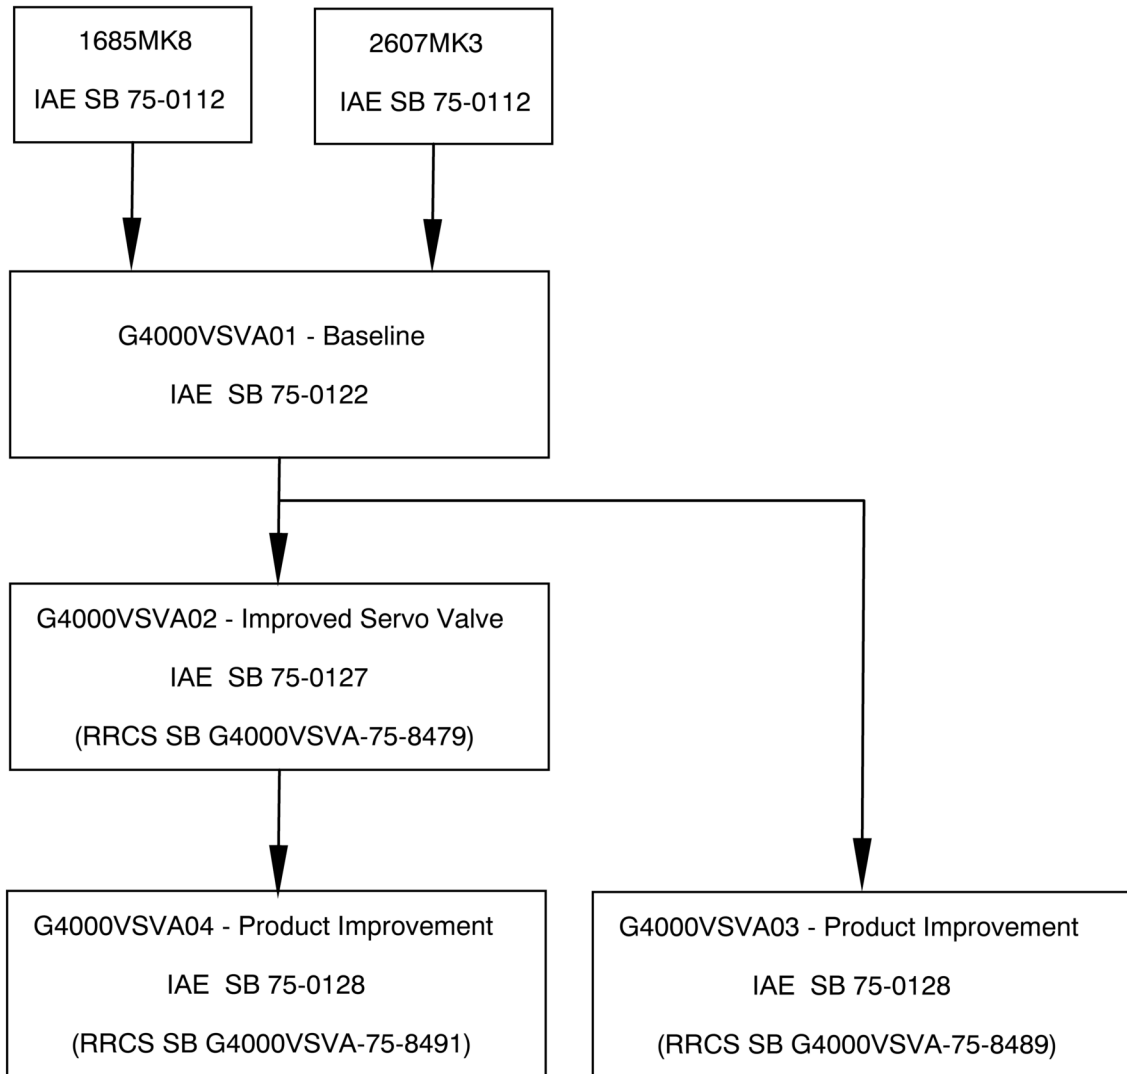 1685MK8
IAE SB 75-0112
2607MK3
IAE SB 75-0112
G4000VSVA01 - Baseline
IAE SB 75-0122
G4000VSVA02 - Improved Servo Valve
IAE SB 75-0127
(RRCS SB G4000VSVA-75-8479)
G4000VSVA04 - Product Improvement
IAE SB 75-0128
(RRCS SB G4000VSVA-75-8491)
G4000VSVA03 - Product Improvement
IAE SB 75-0128
(RRCS SB G4000VSVA-75-8489)